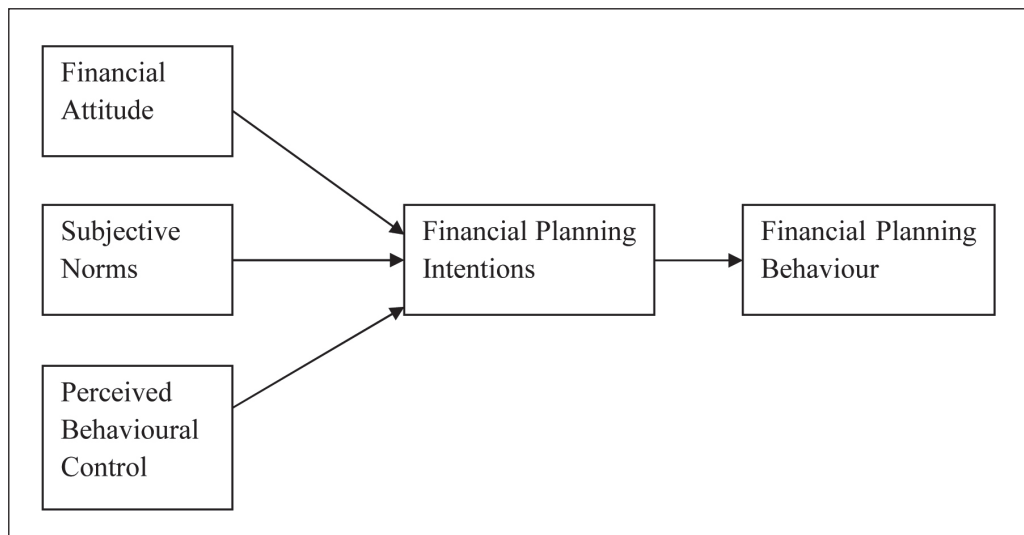 Financial
Attitude
Subjective
Norms
Perceived
Behavioural
Control
Financial Planning
Intentions
Financial Planning
Behaviour